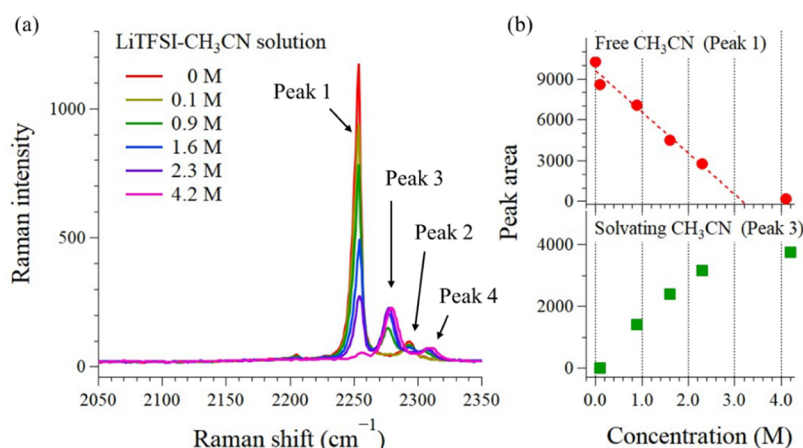 (a)
LiTFSI-CH₃CN solution
0 M
0.1 M
0.9 M
1.6 M
2.3 M
4.2 M
Peak 1
Peak 3
Peak 2
Peak 4
Raman intensity
1000
500
0
2050 2100 2150 2200 2250 2300 2350
Raman shift (cm⁻¹)
(b)
Free CH₃CN (Peak 1)
9000
6000
3000
0
Peak area
Solvating CH₃CN (Peak 3)
4000
2000
0
0.0 1.0 2.0 3.0 4.0
Concentration (M)